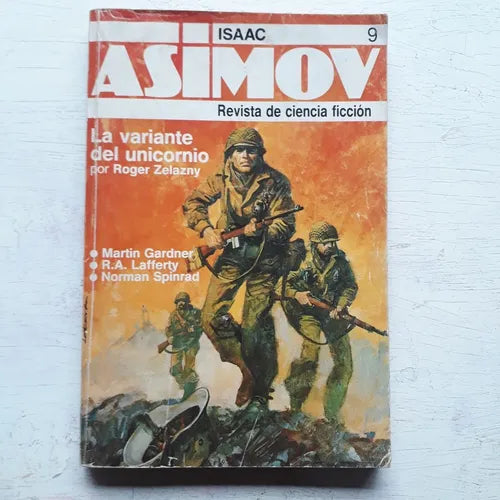 ISAAC 9
ASiMOV
Revista de ciencia ficción
La variante
del unicornio
por Roger Zelazny
• Martin Gardner
• R.A. Lafferty
• Norman Spinrad